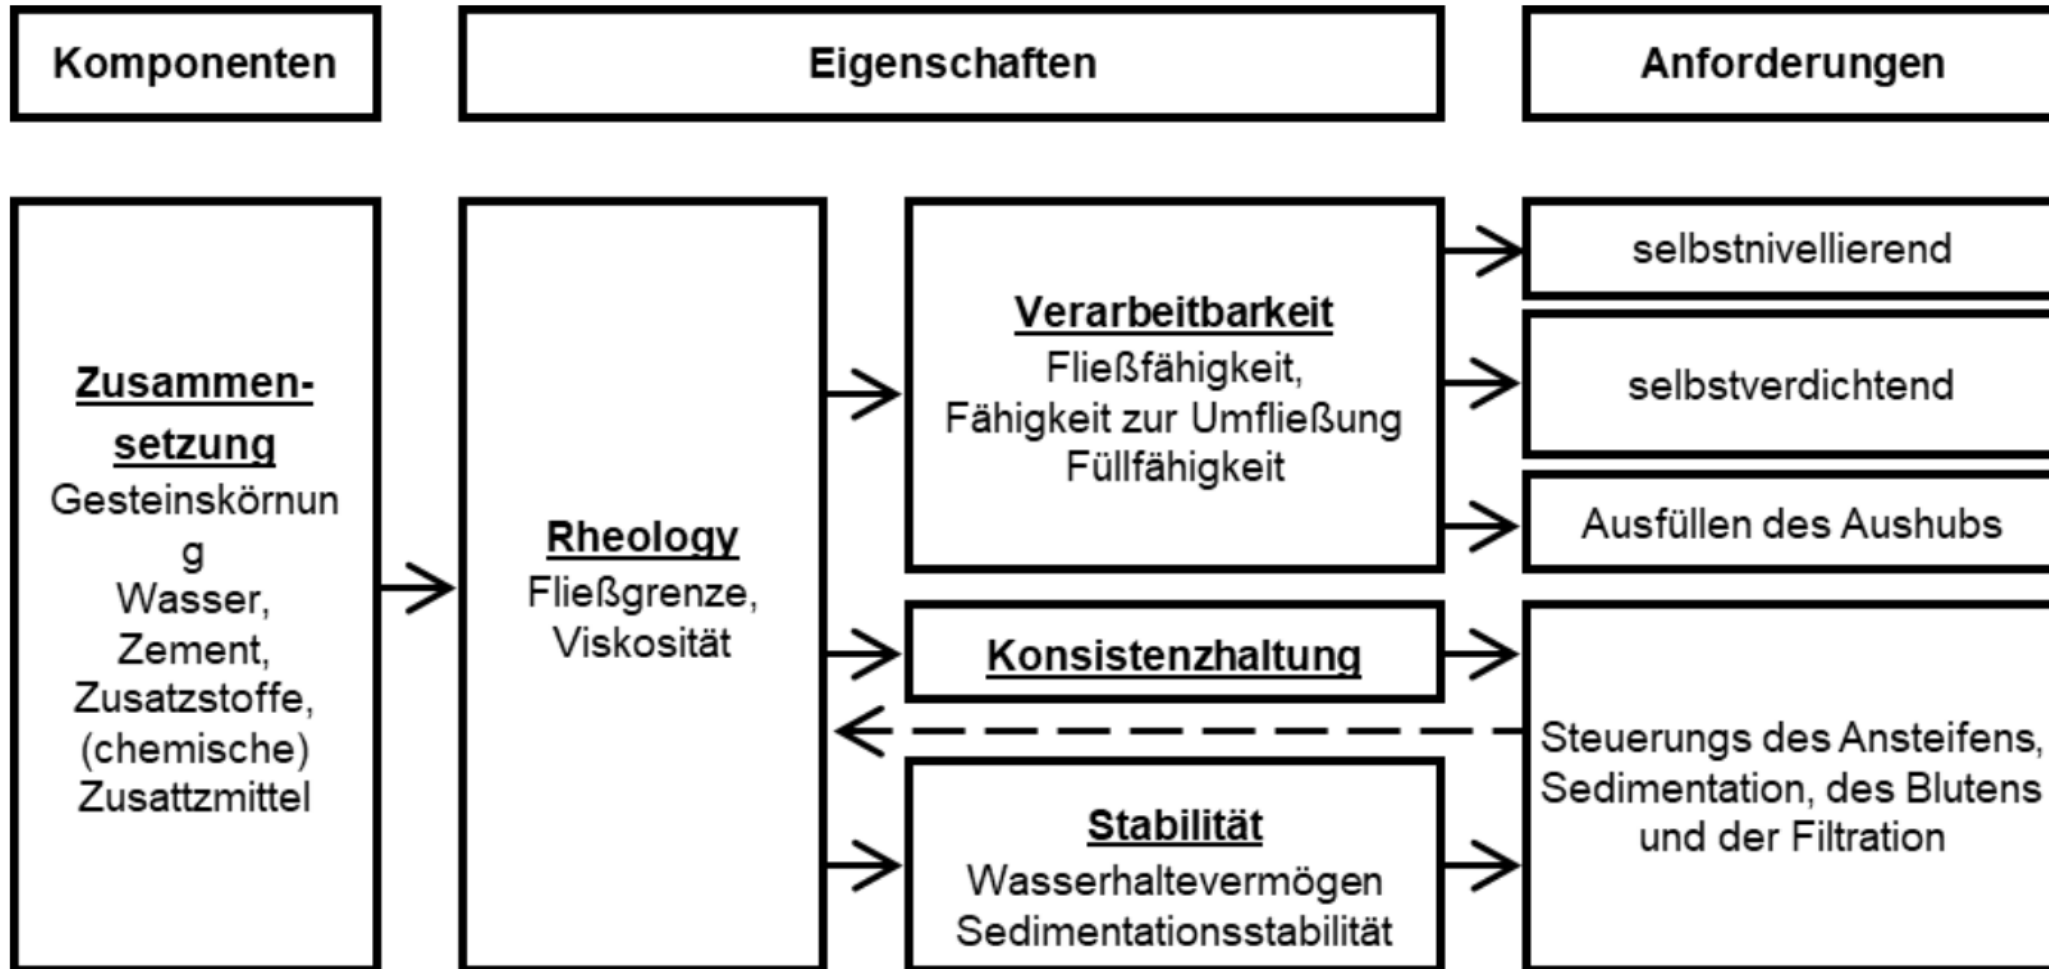 Komponenten
Eigenschaften
Anforderungen
Zusammen-
setzung
Gesteinskörnun
g
Wasser,
Zement,
Zusatzstoffe,
(chemische)
Zusattzmittel
Rheology
Fließgrenze,
Viskosität
Verarbeitbarkeit
Fließfähigkeit,
Fähigkeit zur Umfließung
Füllfähigkeit
Konsistenzhaltung
Stabilität
Wasserhaltevermögen
Sedimentationsstabilität
selbstnivellierend
selbstverdichtend
Ausfüllen des Aushubs
Steuerungs des Ansteifens,
Sedimentation, des Blutens
und der Filtration